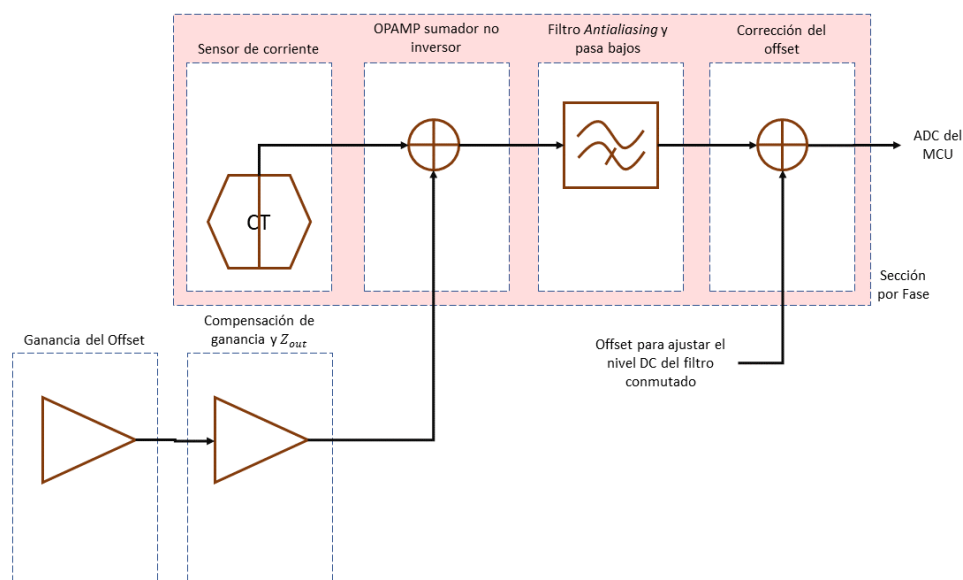 OPAMP sumador no
inversor
Filtro Antialiasing y
pasa bajos
Corrección del
offset
Sensor de corriente
ADC del
MCU
CT
Sección
por Fase
Compensación de
ganancia y Zout
Ganancia del Offset
Offset para ajustar el
nivel DC del filtro
conmutado